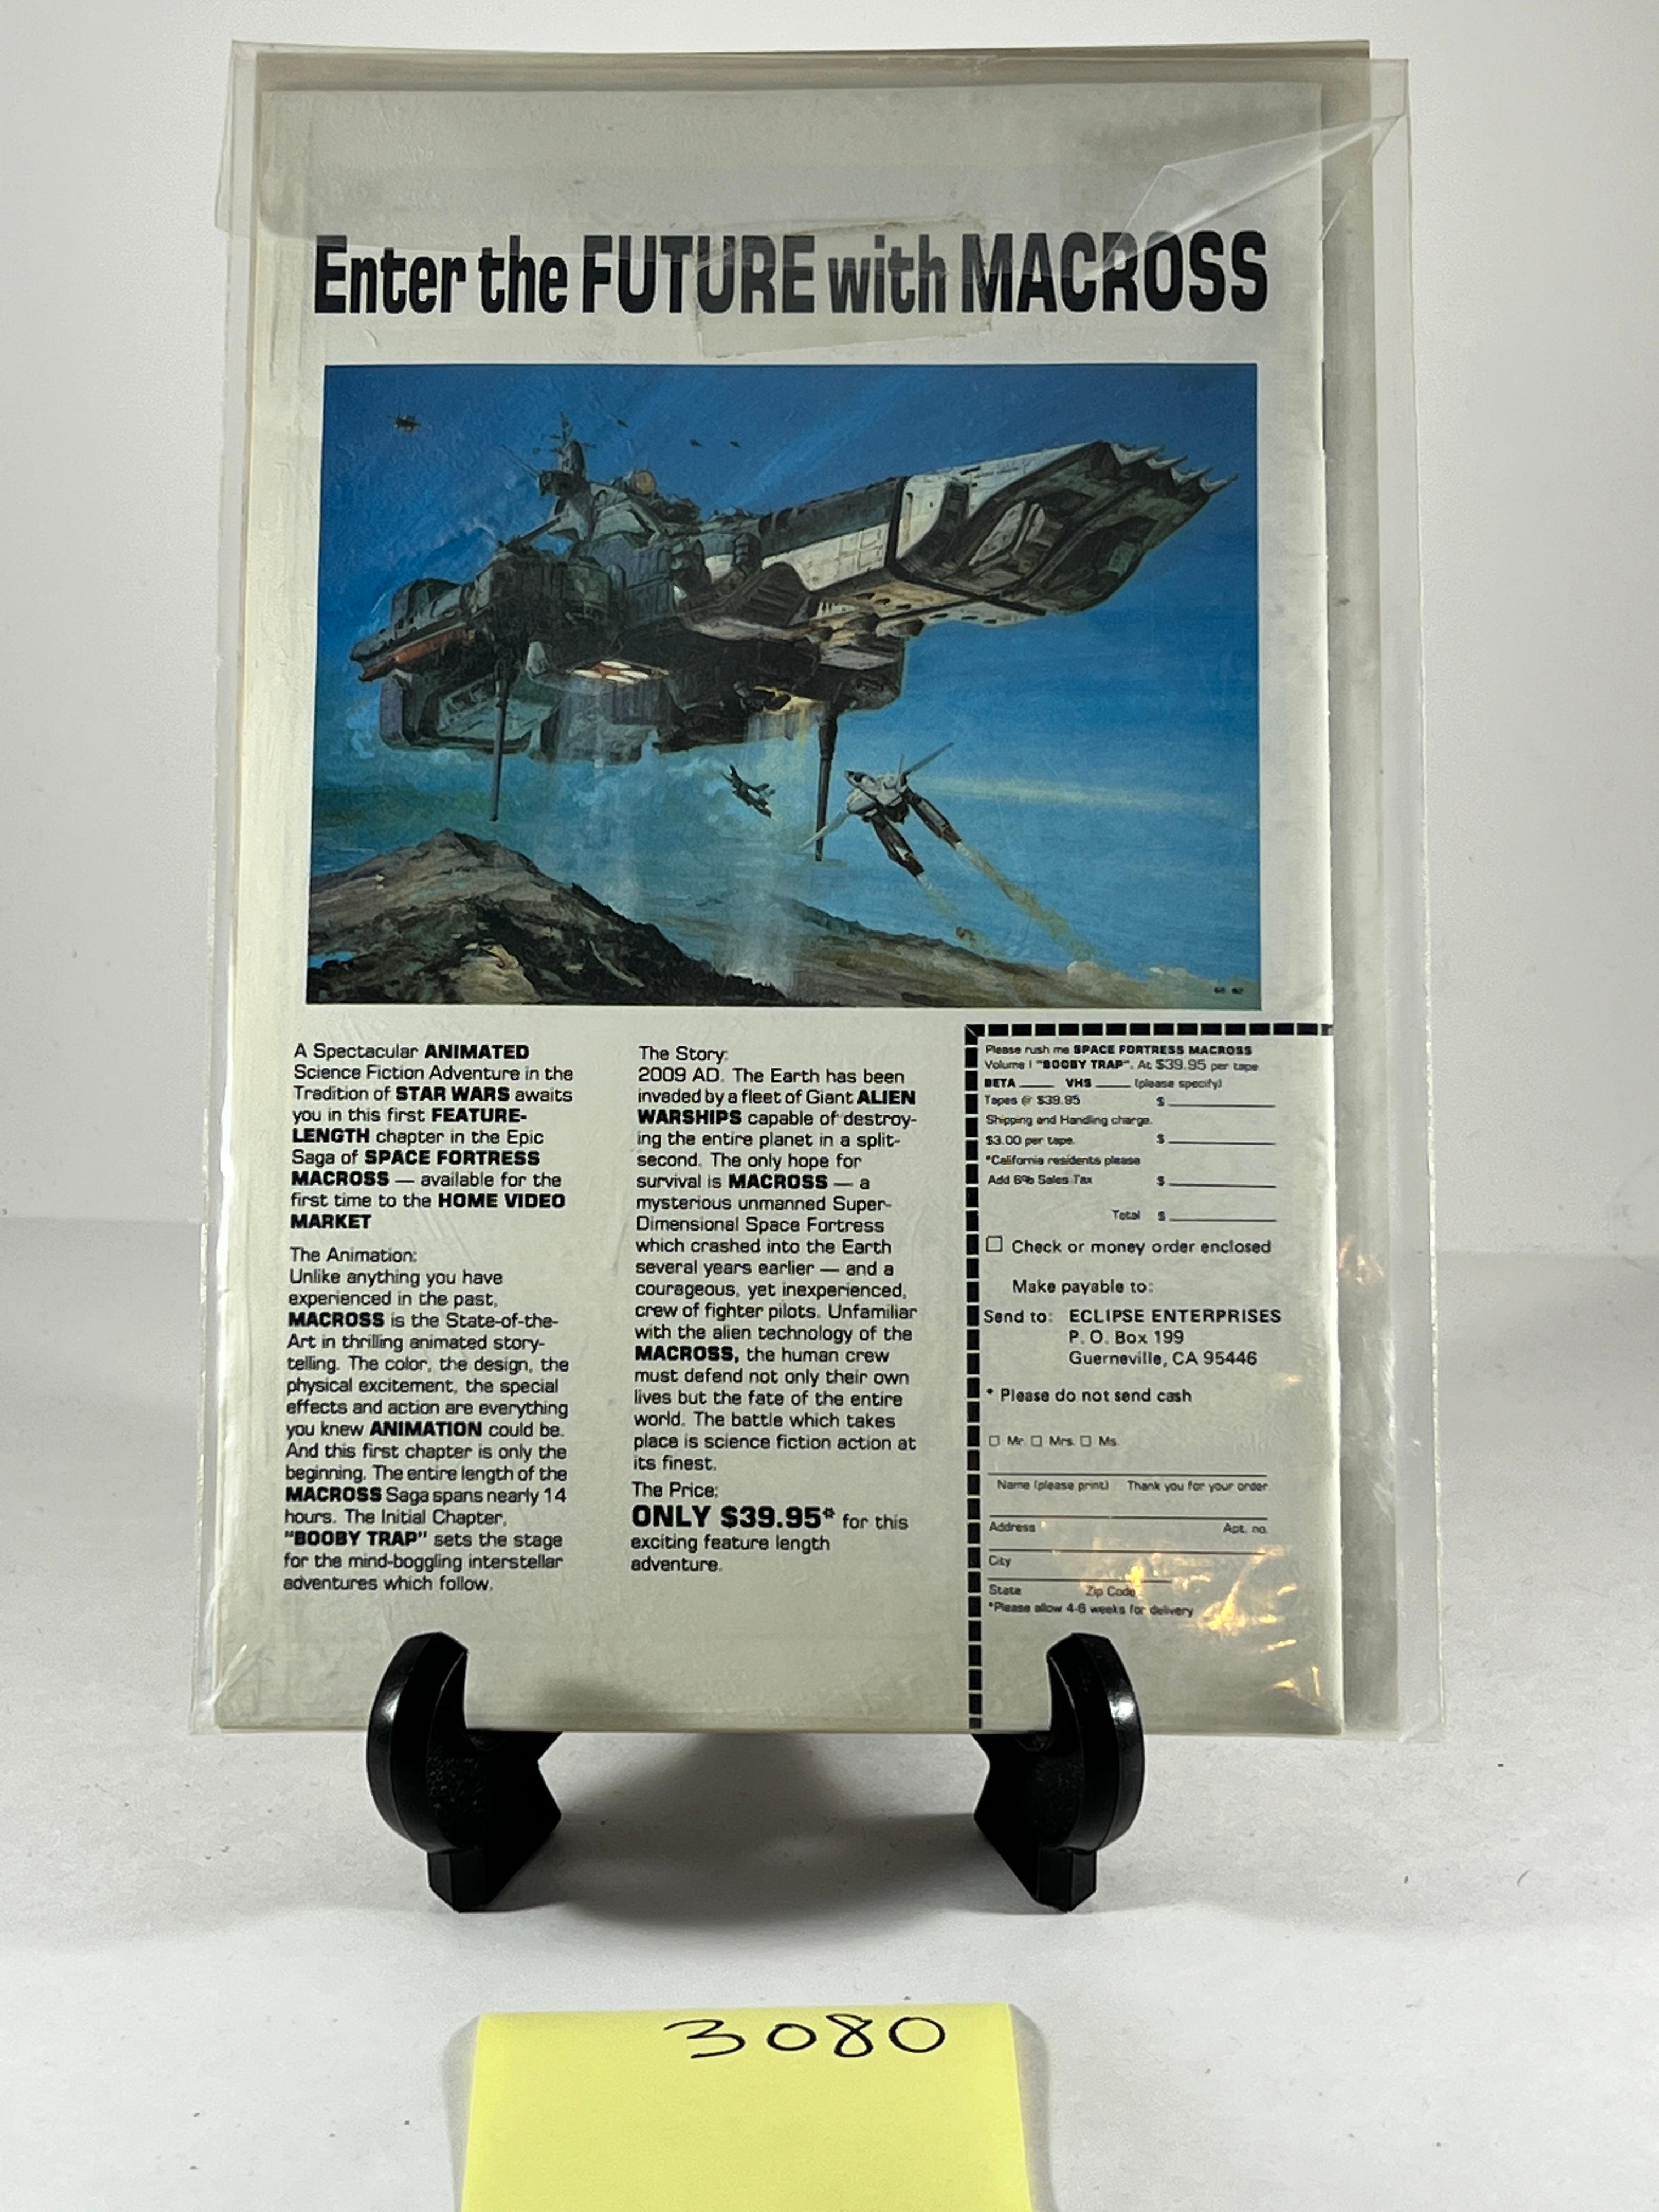 Enter the FUTURE with MACROSS
A Spectacular ANIMATED
Science Fiction Adventure in the
Tradition of STAR WARS awaits
you in this first FEATURE-
LENGTH chapter in the Epic
Saga of SPACE FORTRESS
MACROSS — available for the
first time to the HOME VIDEO
MARKET
The Animation:
Unlike anything you have
experienced in the past,
MACROSS is the State-of-the-
Art in thrilling animated story-
telling. The color, the design, the
physical excitement, the special
effects and action are everything
you knew ANIMATION could be.
And this first chapter is only the
beginning. The entire length of the
MACROSS Saga spans nearly 14
hours. The Initial Chapter,
"BOOBY TRAP" sets the stage
for the mind-boggling interstellar
adventures which follow.
The Story:
2009 AD. The Earth has been
invaded by a fleet of Giant ALIEN
WARSHIPS capable of destroy-
ing the entire planet in a split-
second. The only hope for
survival is MACROSS — a
mysterious unmanned Super-
Dimensional Space Fortress
which crashed into the Earth
several years earlier — and a
courageous, yet inexperienced,
crew of fighter pilots. Unfamiliar
with the alien technology of the
MACROSS, the human crew
must defend not only their own
lives but the fate of the entire
world. The battle which takes
place is science fiction action at
its finest.
The Price:
ONLY $39.95* for this
exciting feature length
adventure.
Please rush me SPACE FORTRESS MACROSS
Volume I "BOOBY TRAP". At $39.95 per tape
BETA ____ VHS ____ (please specify)
Tapes @ $39.95 $ ____
Shipping and Handling charge.
$3.00 per tape. $ ____
*California residents please
Add 6% Sales Tax $ ____
Total $ ____
☐ Check or money order enclosed
Make payable to:
Send to: ECLIPSE ENTERPRISES
P.O. Box 199
Guerneville, CA 95446
* Please do not send cash
☐ Mr. ☐ Mrs. ☐ Ms.
Name (please print) Thank you for your order
Address Apt. no.
City
State Zip Code
*Please allow 4-6 weeks for delivery
3080